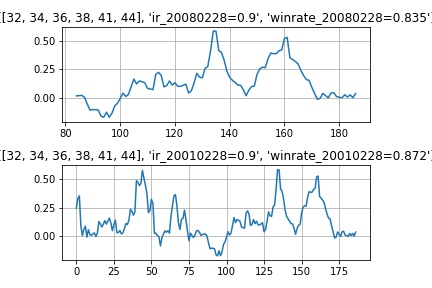 [[32, 34, 36, 38, 41, 44], 'ir_20080228=0.9', 'winrate_20080228=0.835']
0.50
0.25
0.00
80 100 120 140 160 180
[[32, 34, 36, 38, 41, 44], 'ir_20010228=0.9', 'winrate_20010228=0.872']
0.50
0.25
0.00
0 25 50 75 100 125 150 175